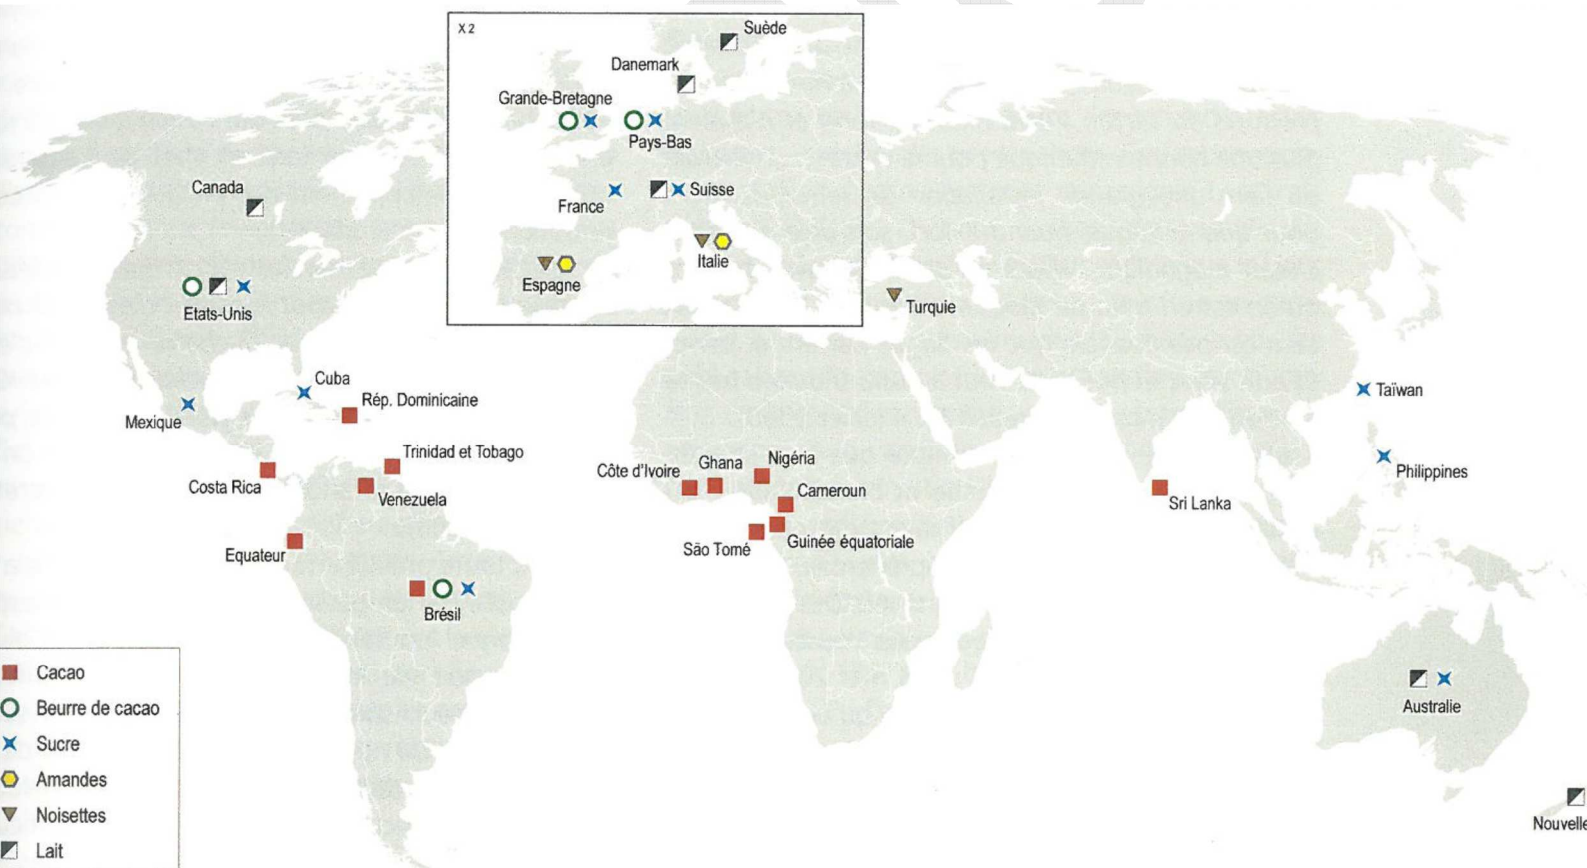 X 2
Suède
Danemark
Grande-Bretagne
Pays-Bas
Suisse
France
Italie
Espagne
Turquie
Canada
Etats-Unis
Cuba
Mexique
Rép. Dominicaine
Trinidad et Tobago
Costa Rica
Venezuela
Equateur
Brésil
Côte d'Ivoire
Ghana
Nigéria
Cameroun
São Tomé
Guinée équatoriale
Taïwan
Philippines
Sri Lanka
Australie
Nouvelle
Cacao
Beurre de cacao
Sucre
Amandes
Noisettes
Lait